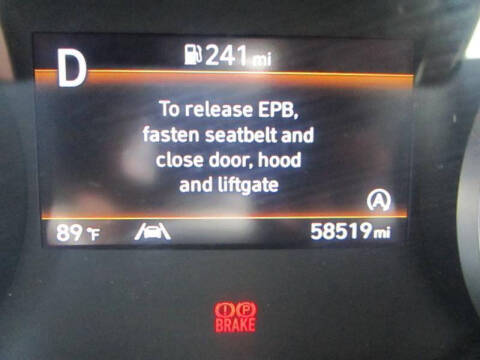 D
241 mi
To release EPB,
fasten seatbelt and
close door, hood
and liftgate
A
89 °F
58519 mi
! P
BRAKE